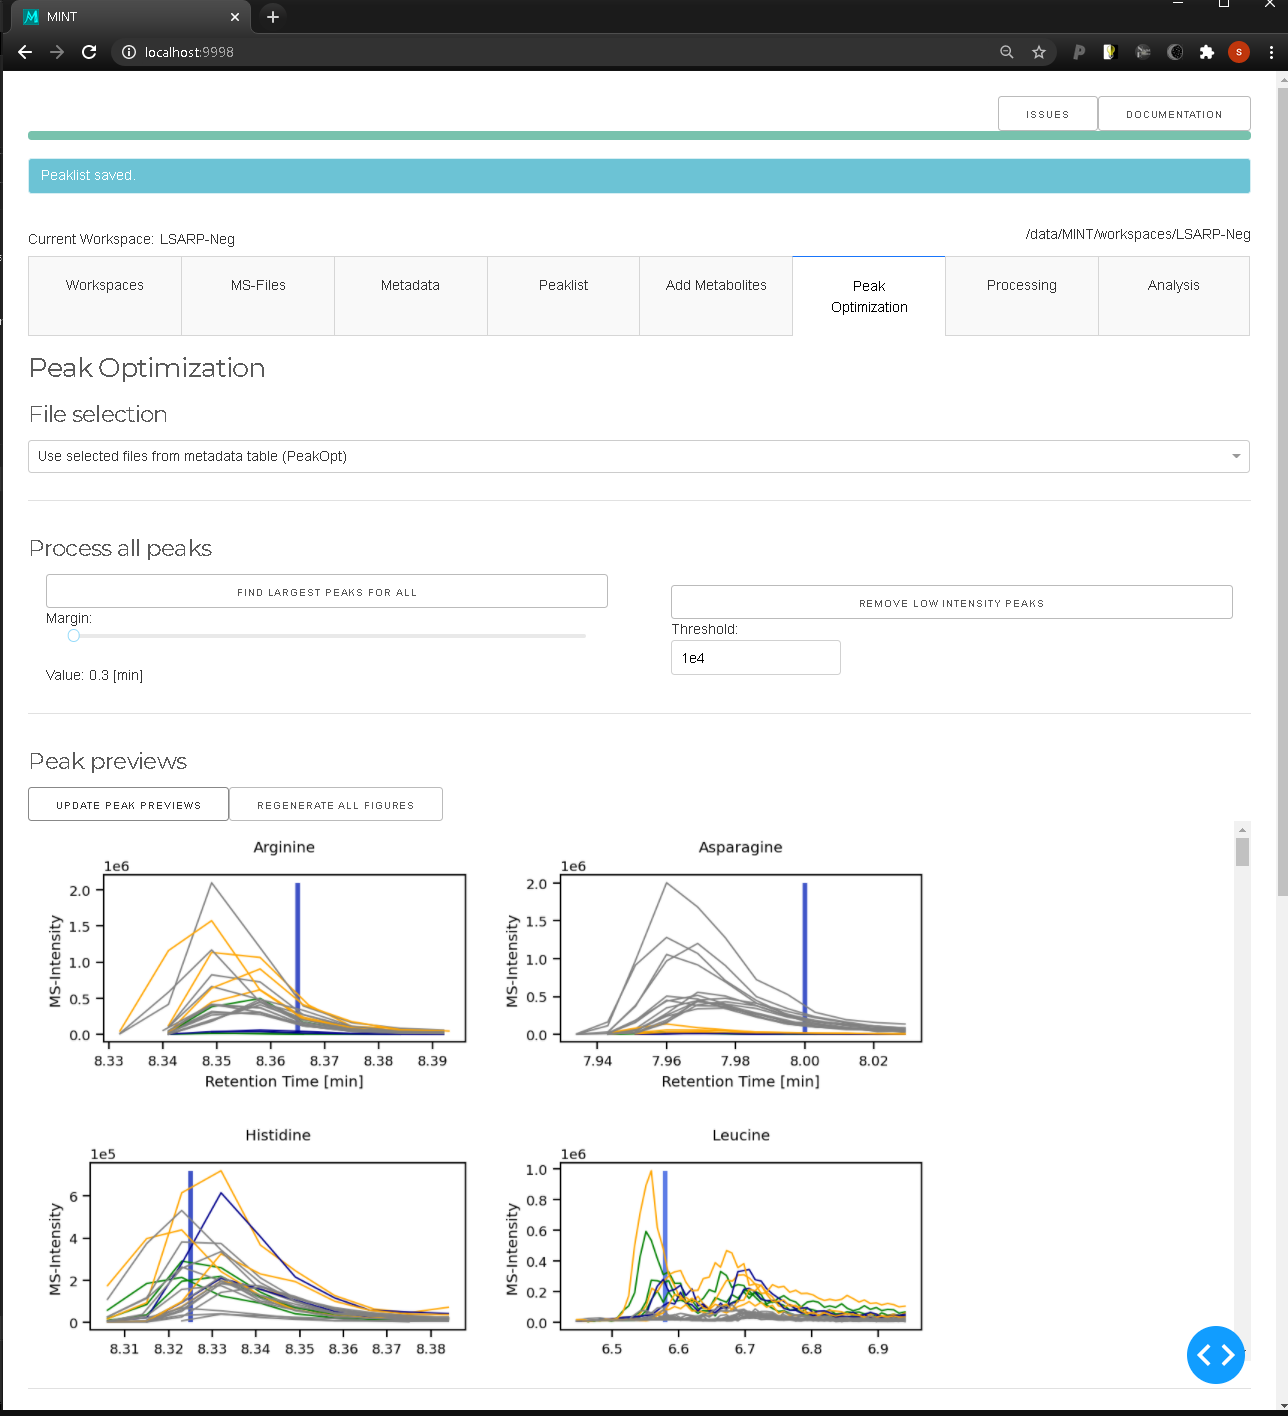 MINT
localhost:9998
S
ISSUES
DOCUMENTATION
Peaklist saved.
Current Workspace: LSARP-Neg
/data/MINT/workspaces/LSARP-Neg
Workspaces
MS-Files
Metadata
Peaklist
Add Metabolites
Peak
Optimization
Processing
Analysis
Peak Optimization
File selection
Use selected files from metadata table (PeakOpt)
Process all peaks
FIND LARGEST PEAKS FOR ALL
REMOVE LOW INTENSITY PEAKS
Margin:
Threshold:
1e4
Value: 0.3 [min]
Peak previews
UPDATE PEAK PREVIEWS
REGENERATE ALL FIGURES
Arginine
1e6
2.0
1.5
1.0
0.5
0.0
MS-Intensity
8.33 8.34 8.35 8.36 8.37 8.38 8.39
Retention Time [min]
Asparagine
1e6
2.0
1.5
1.0
0.5
0.0
MS-Intensity
7.94 7.96 7.98 8.00 8.02
Retention Time [min]
Histidine
1e5
6
4
2
0
MS-Intensity
8.31 8.32 8.33 8.34 8.35 8.36 8.37 8.38
Leucine
1e6
1.0
0.8
0.6
0.4
0.2
0.0
MS-Intensity
6.5 6.6 6.7 6.8 6.9